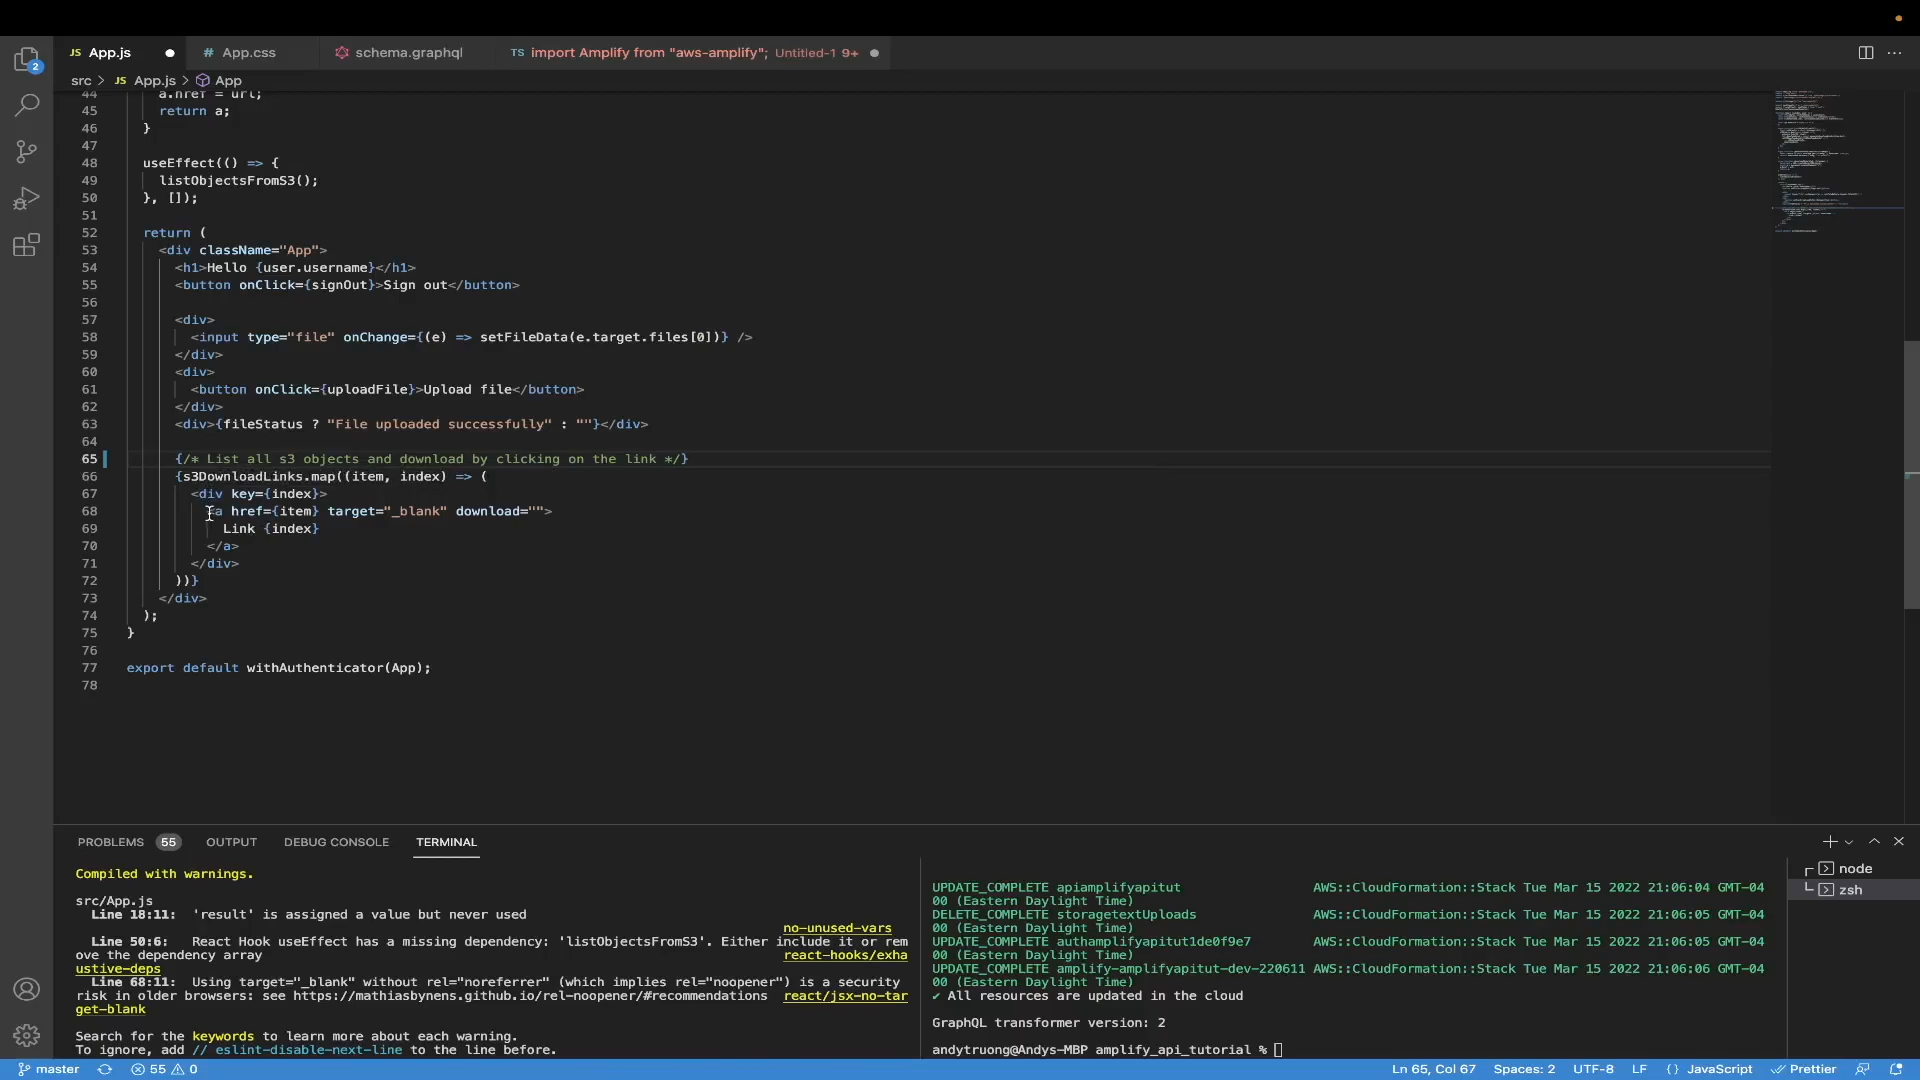 JS App.js
# App.css
schema.graphql
TS import Amplify from "aws-amplify"; Untitled-1 9+
2
src > JS App.js > App
44 a.href = url;
45 return a;
46 }
47
48 useEffect(() => {
49 listObjectsFromS3();
50 }, []);
51
52 return (
53 <div className="App">
54 <h1>Hello {user.username}</h1>
55 <button onClick={signOut}>Sign out</button>
56
57 <div>
58 <input type="file" onChange={(e) => setFileData(e.target.files[0])} />
59 </div>
60 <div>
61 <button onClick={uploadFile}>Upload file</button>
62 </div>
63 <div>{fileStatus ? "File uploaded successfully" : ""}</div>
64
65 {/* List all s3 objects and download by clicking on the link */}
66 {s3DownloadLinks.map((item, index) => (
67 <div key={index}>
68 <a href={item} target="_blank" download="">
69 Link {index}
70 </a>
71 </div>
72 ))}
73 </div>
74 );
75 }
76
77 export default withAuthenticator(App);
78
PROBLEMS 55 OUTPUT DEBUG CONSOLE TERMINAL
Compiled with warnings.
src/App.js
Line 18:11: 'result' is assigned a value but never used
no-unused-vars
Line 50:6: React Hook useEffect has a missing dependency: 'listObjectsFromS3'. Either include it or rem
ove the dependency array react-hooks/exha
ustive-deps
Line 68:11: Using target="_blank" without rel="noreferrer" (which implies rel="noopener") is a security
risk in older browsers: see https://mathiasbynens.github.io/rel-noopener/#recommendations react/jsx-no-tar
get-blank
Search for the keywords to learn more about each warning.
To ignore, add // eslint-disable-next-line to the line before.
UPDATE_COMPLETE apiamplifyapitut AWS::CloudFormation::Stack Tue Mar 15 2022 21:06:04 GMT-04
00 (Eastern Daylight Time)
DELETE_COMPLETE storagetextUploads AWS::CloudFormation::Stack Tue Mar 15 2022 21:06:05 GMT-04
00 (Eastern Daylight Time)
UPDATE_COMPLETE authamplifyapitut1de0f9e7 AWS::CloudFormation::Stack Tue Mar 15 2022 21:06:05 GMT-04
00 (Eastern Daylight Time)
UPDATE_COMPLETE amplify-amplifyapitut-dev-220611 AWS::CloudFormation::Stack Tue Mar 15 2022 21:06:06 GMT-04
00 (Eastern Daylight Time)
✔ All resources are updated in the cloud
GraphQL transformer version: 2
andytruong@Andys-MBP amplify_api_tutorial %
node
zsh
master 55 0 Ln 65, Col 67 Spaces: 2 UTF-8 LF {} JavaScript Prettier